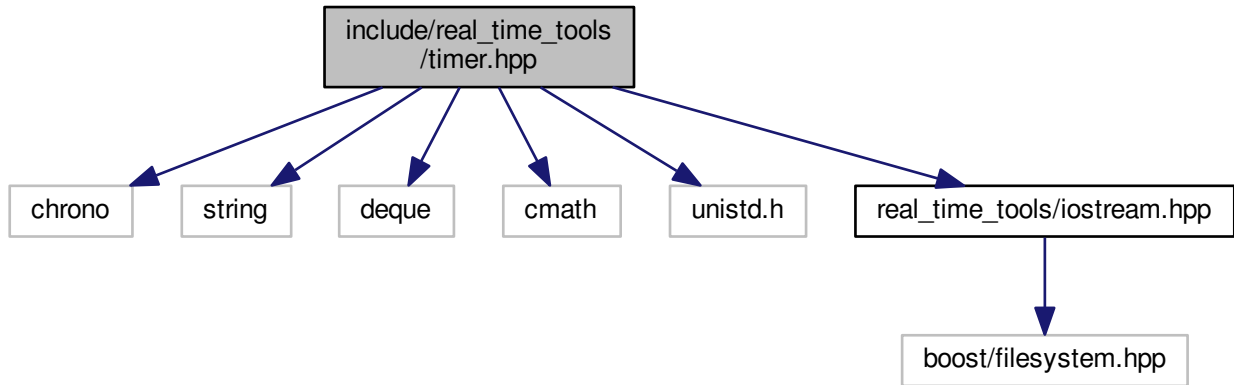 include/real_time_tools
/timer.hpp
chrono
string
deque
cmath
unistd.h
real_time_tools/iostream.hpp
boost/filesystem.hpp